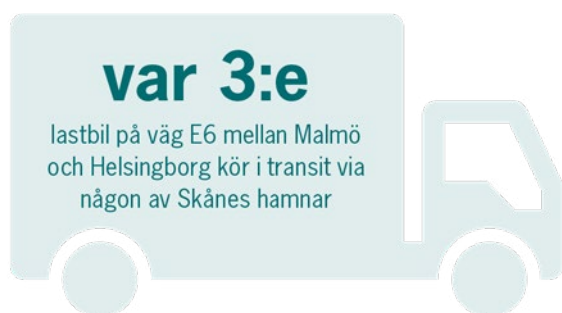 var 3:e
lastbil på väg E6 mellan Malmö
och Helsingborg kör i transit via
någon av Skånes hamnar